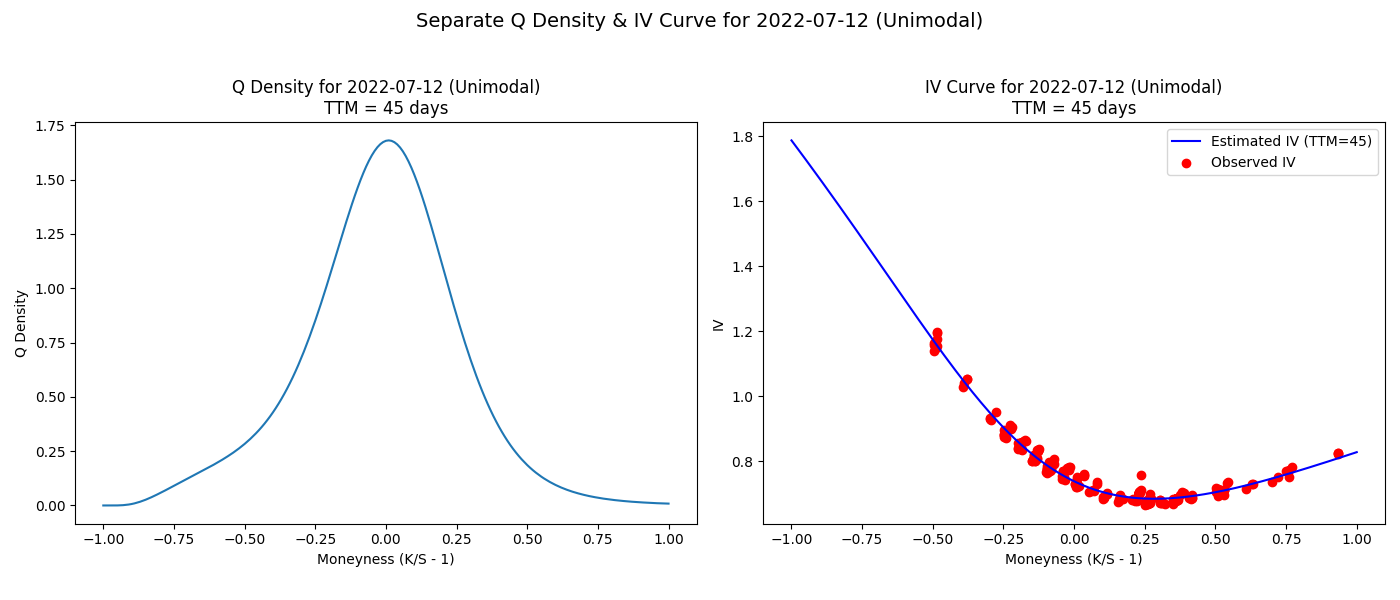 Separate Q Density & IV Curve for 2022-07-12 (Unimodal)
Q Density for 2022-07-12 (Unimodal)
TTM = 45 days
1.75
1.50
1.25
1.00
0.75
0.50
0.25
0.00
Q Density
−1.00 −0.75 −0.50 −0.25 0.00 0.25 0.50 0.75 1.00
Moneyness (K/S - 1)
IV Curve for 2022-07-12 (Unimodal)
TTM = 45 days
Estimated IV (TTM=45)
Observed IV
1.8
1.6
1.4
1.2
1.0
0.8
IV
−1.00 −0.75 −0.50 −0.25 0.00 0.25 0.50 0.75 1.00
Moneyness (K/S - 1)